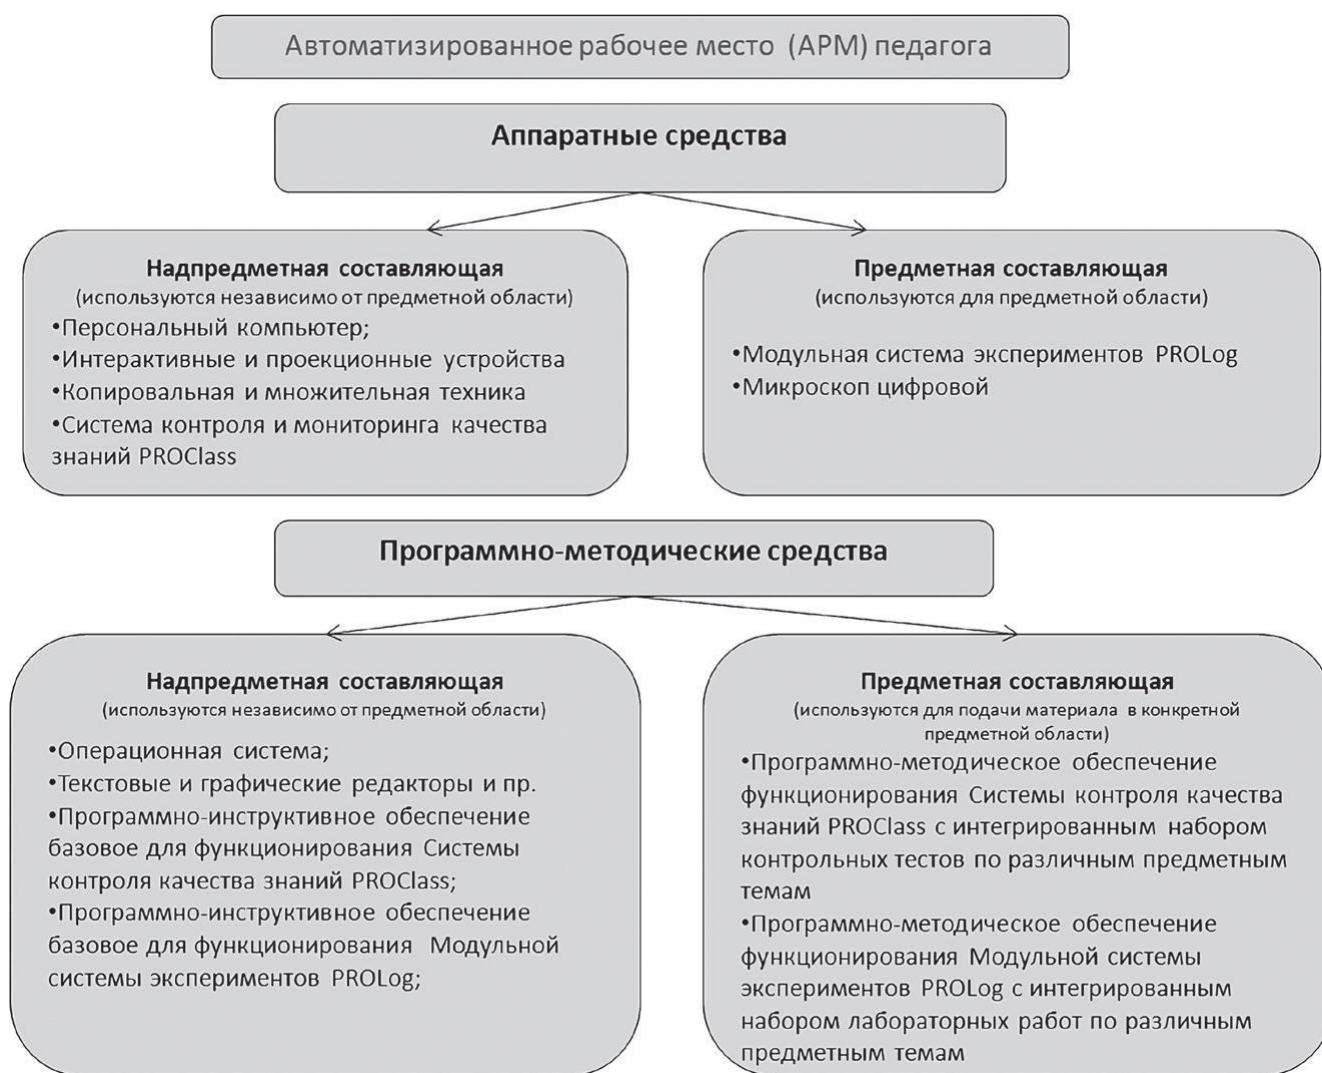 Автоматизированное рабочее место (АРМ) педагога
Аппаратные средства
Надпредметная составляющая
(используются независимо от предметной области)
•Персональный компьютер;
•Интерактивные и проекционные устройства
•Копировальная и множительная техника
•Система контроля и мониторинга качества
знаний PROClass
Предметная составляющая
(используются для предметной области)
•Модульная система экспериментов PROLog
•Микроскоп цифровой
Программно-методические средства
Надпредметная составляющая
(используются независимо от предметной области)
•Операционная система;
•Текстовые и графические редакторы и пр.
•Программно-инструктивное обеспечение
базовое для функционирования Системы
контроля качества знаний PROClass;
•Программно-инструктивное обеспечение
базовое для функционирования Модульной
системы экспериментов PROLog;
Предметная составляющая
(используются для подачи материала в конкретной
предметной области)
•Программно-методическое обеспечение
функционирования Системы контроля качества
знаний PROClass с интегрированным набором
контрольных тестов по различным предметным
темам
•Программно-методическое обеспечение
функционирования Модульной системы
экспериментов PROLog с интегрированным
набором лабораторных работ по различным
предметным темам